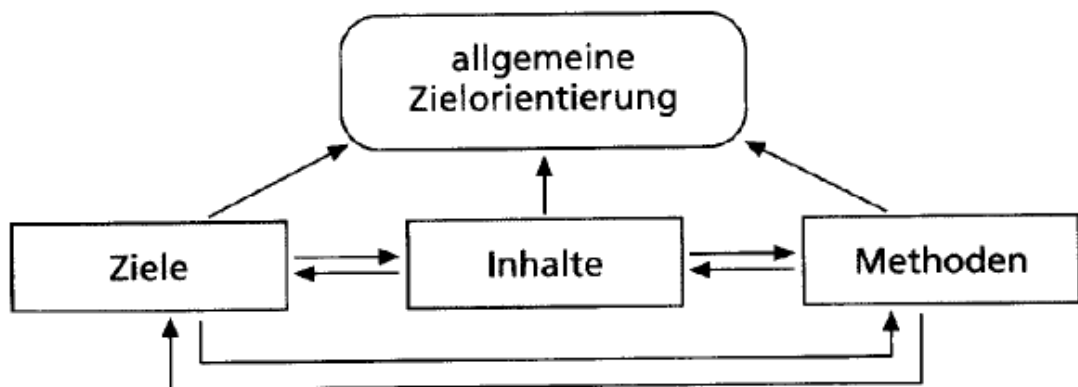 allgemeine
Zielorientierung
Ziele
Inhalte
Methoden